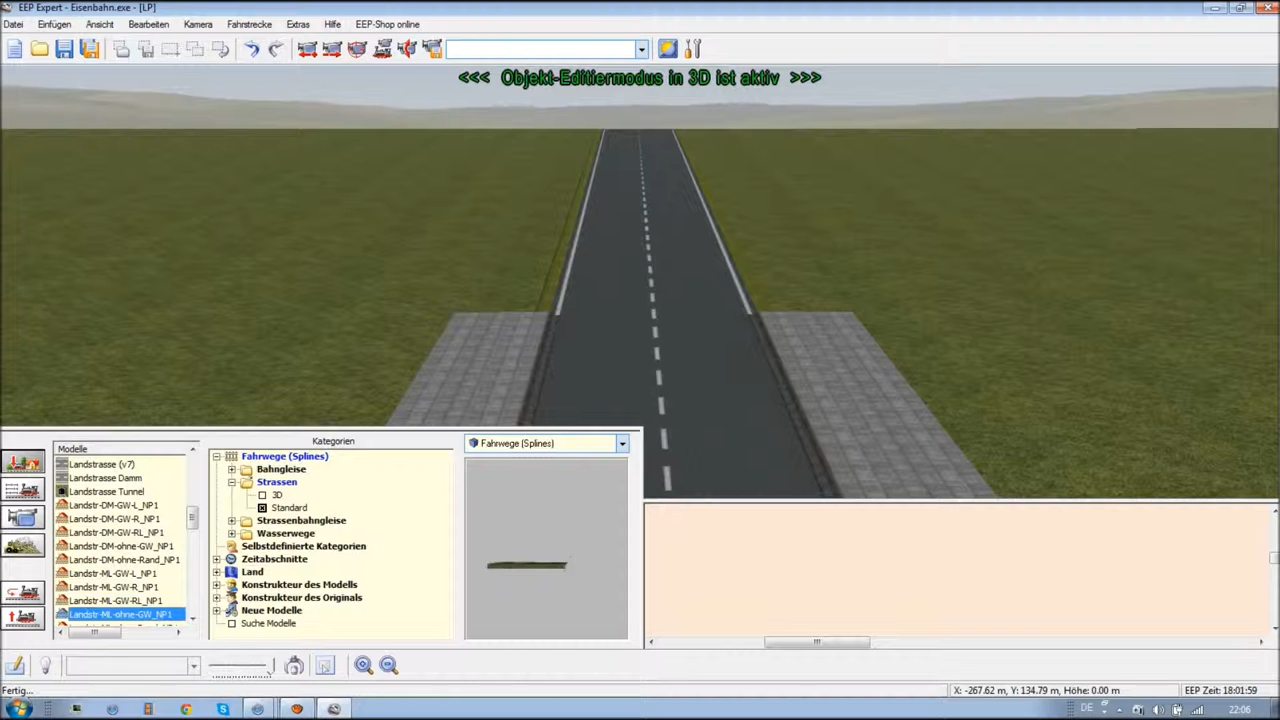 EEP Expert - Eisenbahn.exe - [LP]
Datei Einfügen Ansicht Bearbeiten Kamera Fahrstrecke Extras Hilfe EEP-Shop online
<<< Objekt-Editiermodus in 3D ist aktiv >>>
Modelle
Landstrasse (v7)
Landstrasse Damm
Landstrasse Tunnel
Landstr-DM-GW-L_NP1
Landstr-DM-GW-R_NP1
Landstr-DM-GW-RL_NP1
Landstr-DM-ohne-GW_NP1
Landstr-DM-ohne-Rand_NP1
Landstr-ML-GW-L_NP1
Landstr-ML-GW-R_NP1
Landstr-ML-GW-RL_NP1
Landstr-ML-ohne-GW_NP1
Kategorien
Fahrwege (Splines)
Bahngleise
Strassen
3D
Standard
Strassenbahngleise
Wasserwege
Selbstdefinierte Kategorien
Zeitabschnitte
Land
Konstrukteur des Modells
Konstrukteur des Originals
Neue Modelle
Suche Modelle
Fahrwege (Splines)
Fertig...
X: -267.62 m, Y: 134.79 m, Höhe: 0.00 m
EEP Zeit: 18:01:59
DE
22:06